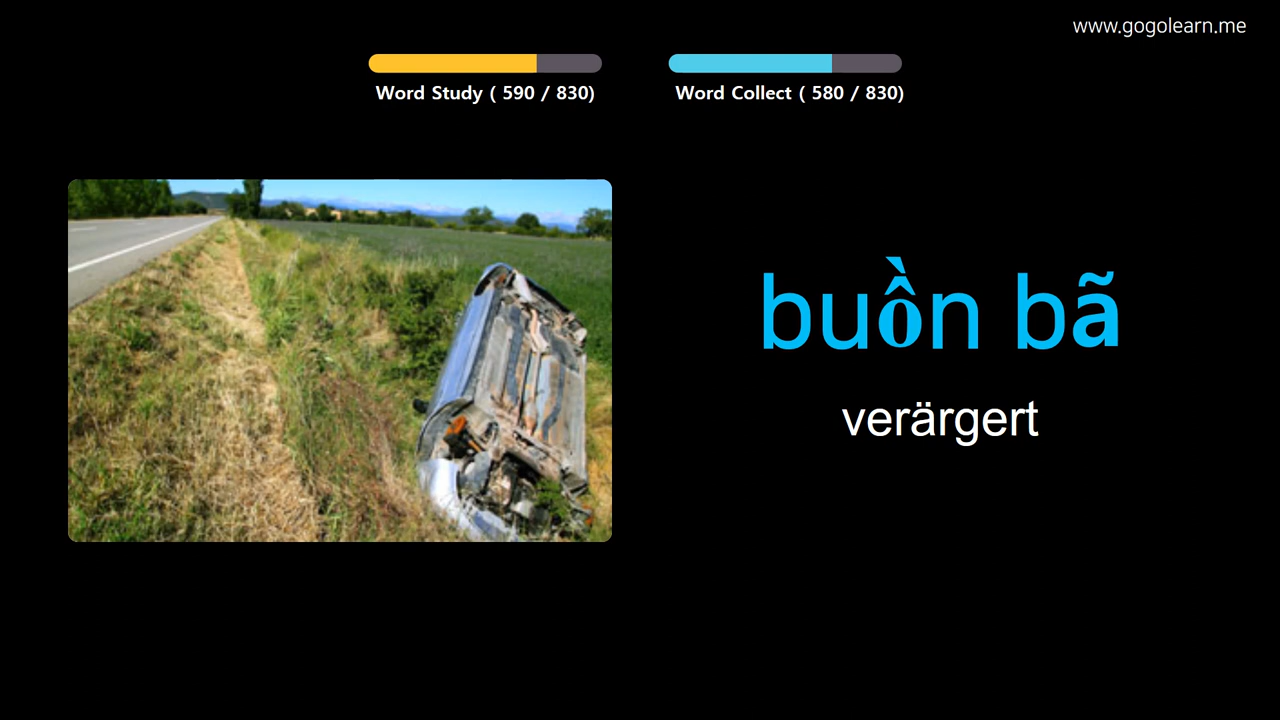 www.gogolearn.me
Word Study ( 590 / 830)
Word Collect ( 580 / 830)
buồn bã
verärgert